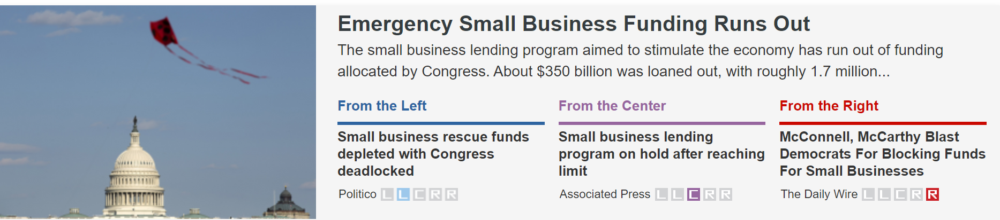 Emergency Small Business Funding Runs Out
The small business lending program aimed to stimulate the economy has run out of funding
allocated by Congress. About $350 billion was loaned out, with roughly 1.7 million...
From the Left
Small business rescue funds
depleted with Congress
deadlocked
Politico L L C R R
From the Center
Small business lending
program on hold after reaching
limit
Associated Press L L C R R
From the Right
McConnell, McCarthy Blast
Democrats For Blocking Funds
For Small Businesses
The Daily Wire L L C R R